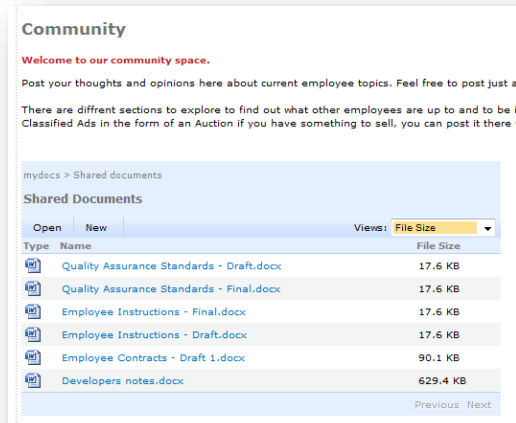 Community
Welcome to our community space.
Post your thoughts and opinions here about current employee topics. Feel free to post just
There are diffrent sections to explore to find out what other employees are up to and to be
Classified Ads in the form of an Auction if you have something to sell, you can post it there
mydocs > Shared documents
Shared Documents
Open New Views: File Size
Type Name File Size
Quality Assurance Standards - Draft.docx 17.6 KB
Quality Assurance Standards - Final.docx 17.6 KB
Employee Instructions - Final.docx 17.6 KB
Employee Instructions - Draft.docx 17.6 KB
Employee Contracts - Draft 1.docx 90.1 KB
Developers notes.docx 629.4 KB
Previous Next